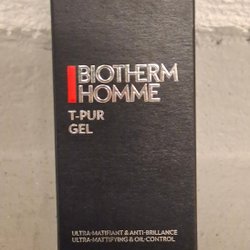 BIOTHERM
HOMME
T-PUR
GEL
ULTRA-MATIFIANT & ANTI-BRILLANCE
ULTRA-MATTIFYING & OIL-CONTROL